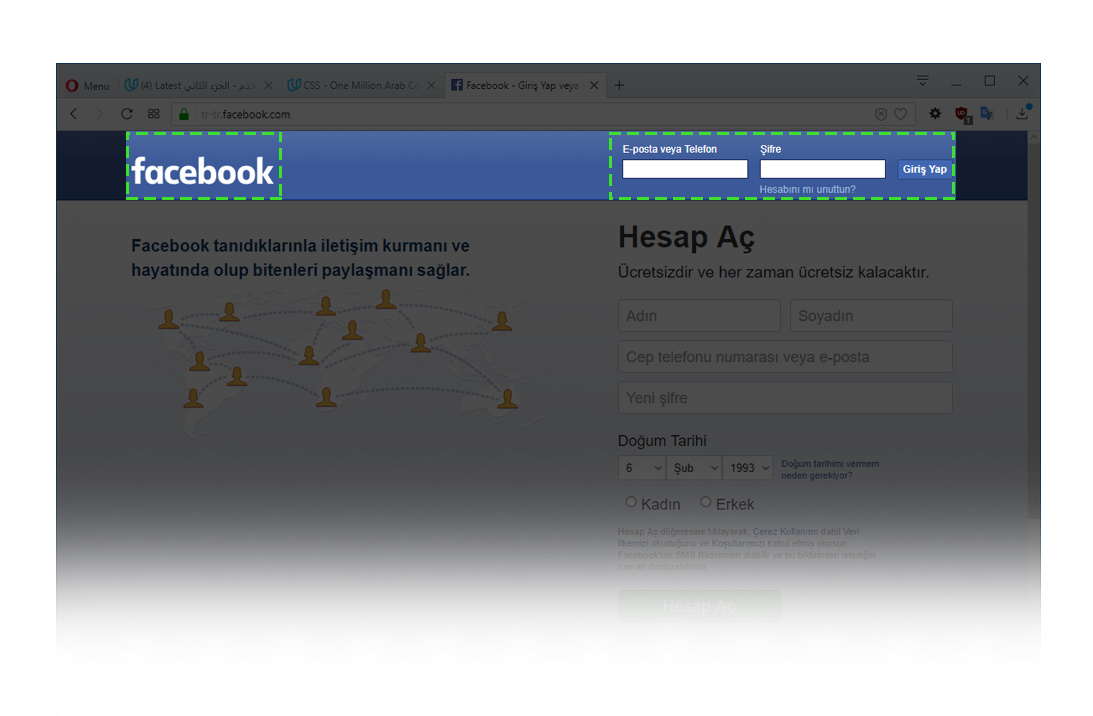 Menu
(4) Latest
CSS - One Million Arab Co
Facebook - Giriş Yap veya
tr-tr.facebook.com
1
facebook
E-posta veya Telefon
Şifre
Giriş Yap
Hesabını mı unuttun?
Facebook tanıdıklarınla iletişim kurmanı ve
hayatında olup bitenleri paylaşmanı sağlar.
Hesap Aç
Ücretsizdir ve her zaman ücretsiz kalacaktır.
Adın
Soyadın
Cep telefonu numarası veya e-posta
Yeni şifre
Doğum Tarihi
6
Şub
1993
Doğum tarihimi vermem
neden gerekiyor?
Kadın
Erkek
Hesap Aç düğmesine tıklayarak, Çerez Kullanımı dahil Veri
İlkemizi okuduğunu ve Koşullarımızı kabul etmiş olursun.
Facebook'tan SMS Bildirimleri alabilir ve bu bildirimleri istediğin
zaman durdurabilirsin.
Hesap Aç